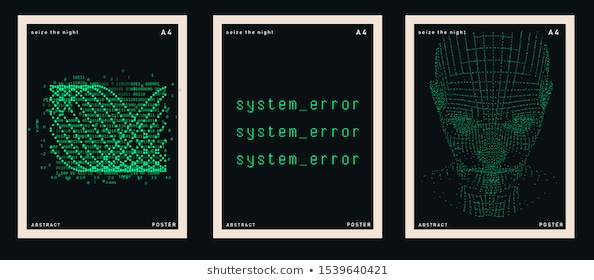 seize the night A4
system_error
system_error
system_error
ABSTRACT POSTER
seize the night A4
ABSTRACT POSTER
seize the night A4
ABSTRACT POSTER
shutterstock.com • 1539640421